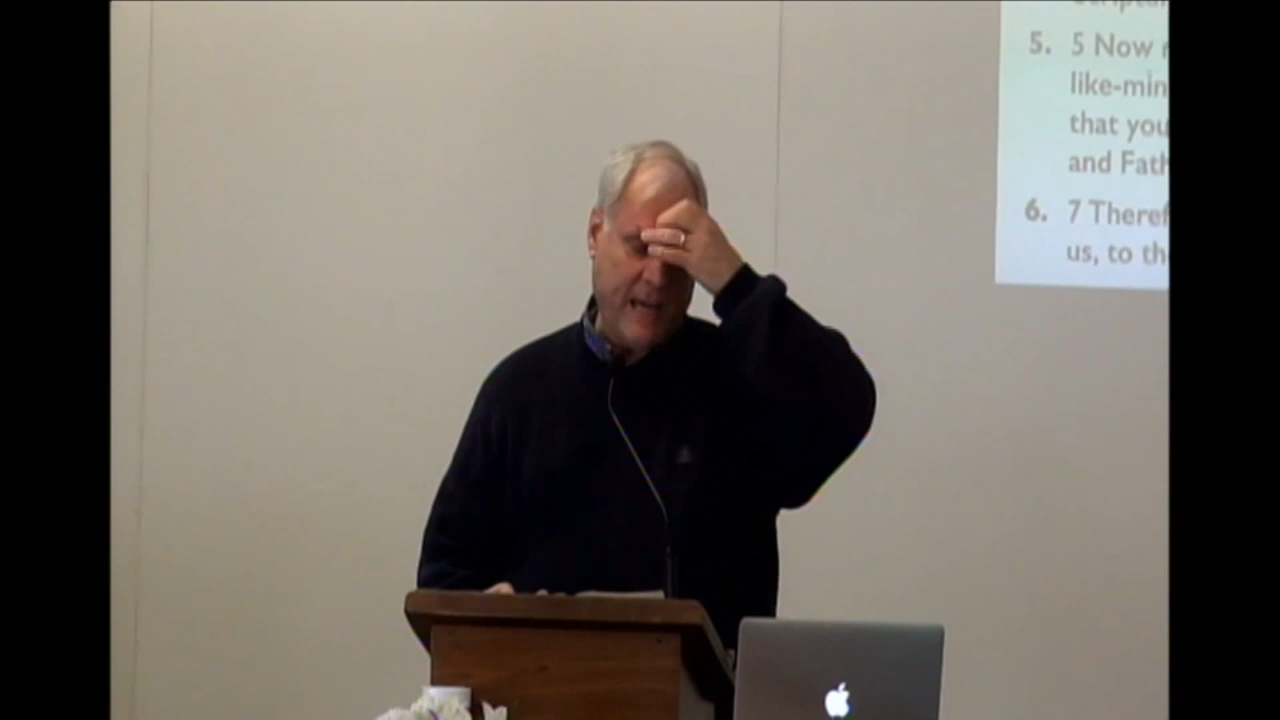 5. 5 Now
like-min
that you
and Fath
6. 7 Theref
us, to th